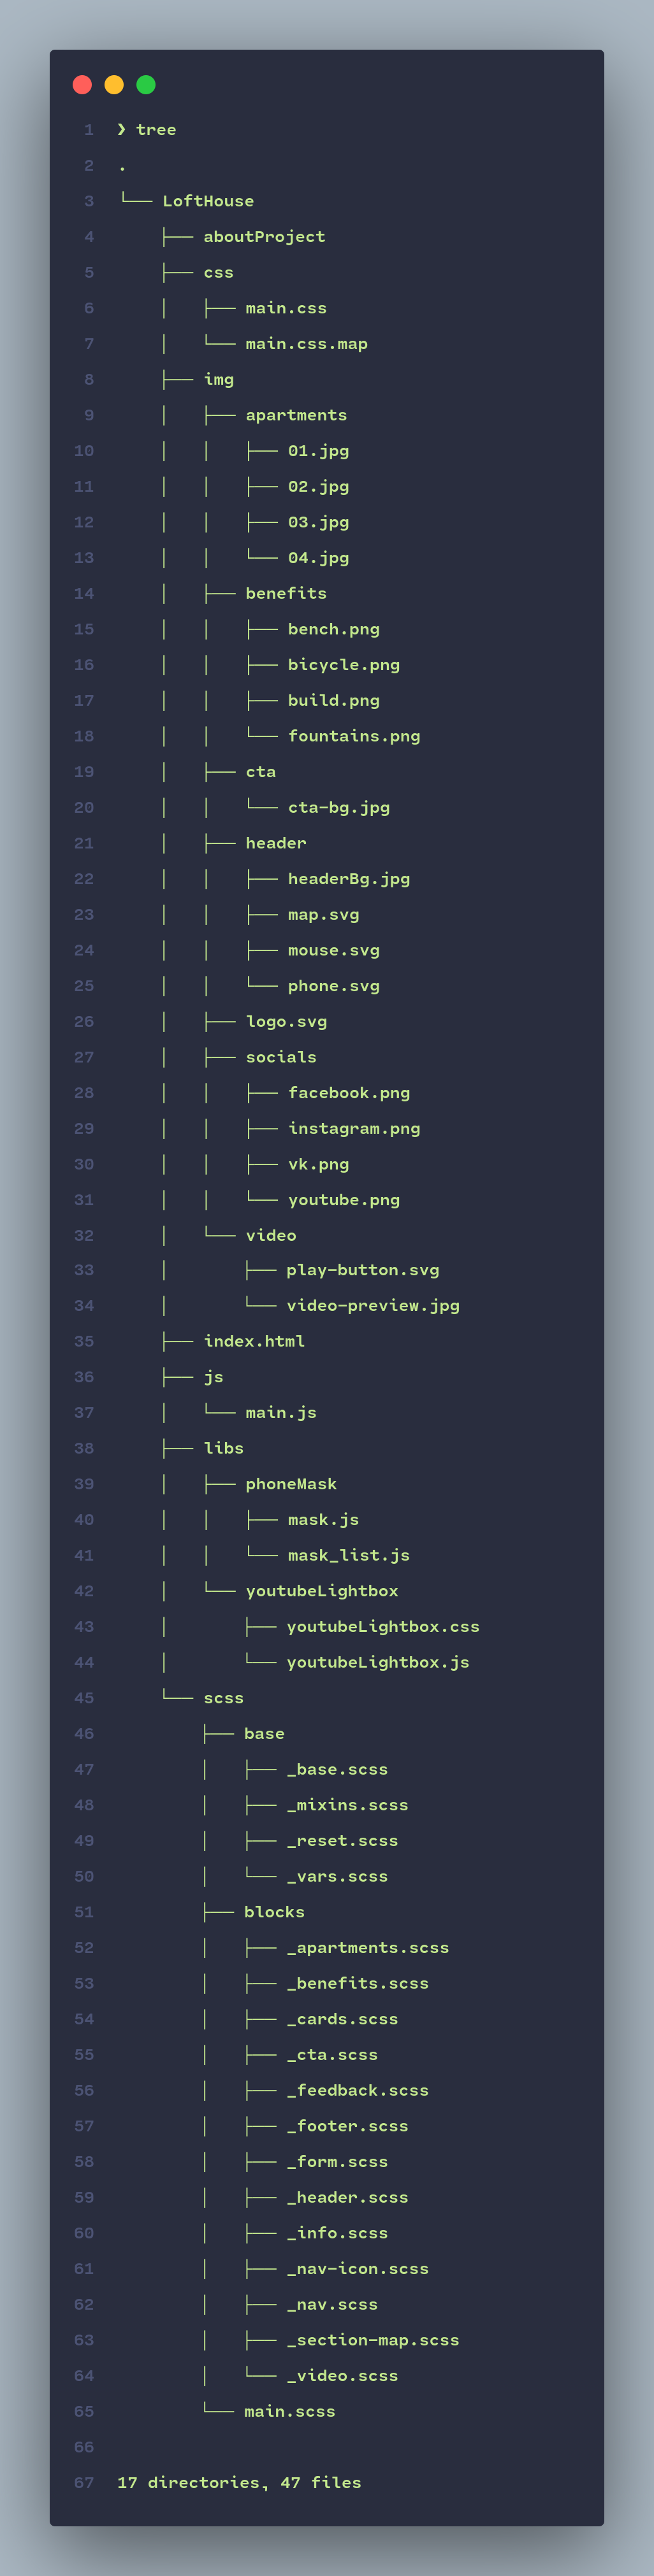 1 ❯ tree
2 .
3 └── LoftHouse
4     ├── aboutProject
5     ├── css
6     │   ├── main.css
7     │   └── main.css.map
8     ├── img
9     │   ├── apartments
10     │   │   ├── 01.jpg
11     │   │   ├── 02.jpg
12     │   │   ├── 03.jpg
13     │   │   └── 04.jpg
14     │   ├── benefits
15     │   │   ├── bench.png
16     │   │   ├── bicycle.png
17     │   │   ├── build.png
18     │   │   └── fountains.png
19     │   ├── cta
20     │   │   └── cta-bg.jpg
21     │   ├── header
22     │   │   ├── headerBg.jpg
23     │   │   ├── map.svg
24     │   │   ├── mouse.svg
25     │   │   └── phone.svg
26     │   ├── logo.svg
27     │   ├── socials
28     │   │   ├── facebook.png
29     │   │   ├── instagram.png
30     │   │   ├── vk.png
31     │   │   └── youtube.png
32     │   └── video
33     │       ├── play-button.svg
34     │       └── video-preview.jpg
35     ├── index.html
36     ├── js
37     │   └── main.js
38     ├── libs
39     │   ├── phoneMask
40     │   │   ├── mask.js
41     │   │   └── mask_list.js
42     │   └── youtubeLightbox
43     │       ├── youtubeLightbox.css
44     │       └── youtubeLightbox.js
45     └── scss
46         ├── base
47         │   ├── _base.scss
48         │   ├── _mixins.scss
49         │   ├── _reset.scss
50         │   └── _vars.scss
51         ├── blocks
52         │   ├── _apartments.scss
53         │   ├── _benefits.scss
54         │   ├── _cards.scss
55         │   ├── _cta.scss
56         │   ├── _feedback.scss
57         │   ├── _footer.scss
58         │   ├── _form.scss
59         │   ├── _header.scss
60         │   ├── _info.scss
61         │   ├── _nav-icon.scss
62         │   ├── _nav.scss
63         │   ├── _section-map.scss
64         │   └── _video.scss
65         └── main.scss
66
67 17 directories, 47 files